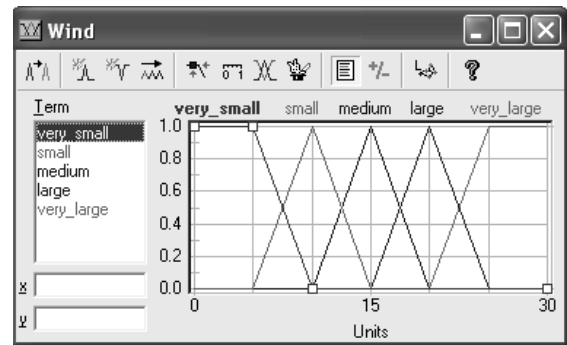 Wind
Term
very_small small medium large very_large
very_small
small
medium
large
very_large
1.0
0.8
0.6
0.4
0.2
0.0
0 15 30
Units
x
y